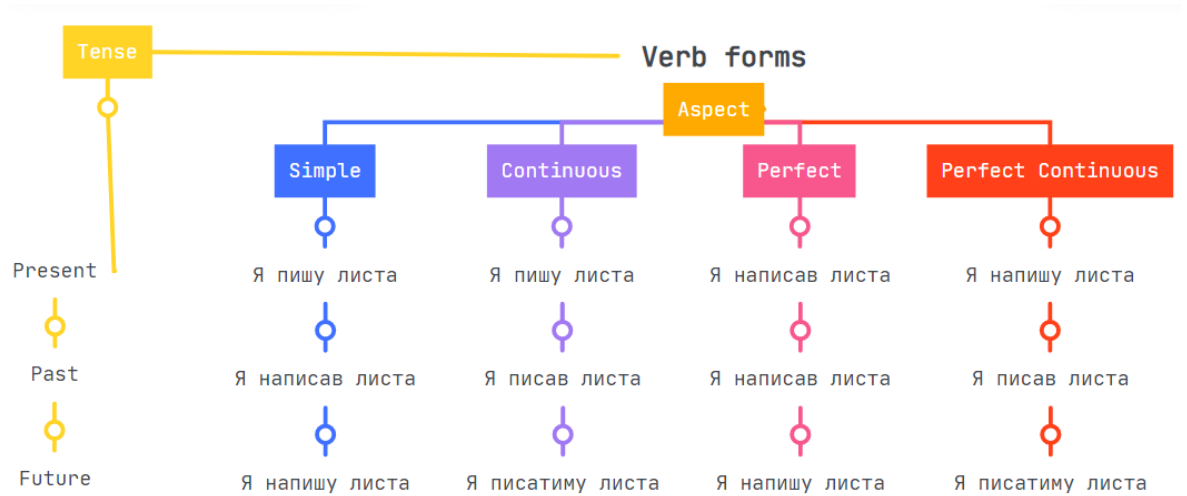 Tense
Verb forms
Aspect
Simple
Continuous
Perfect
Perfect Continuous
Present
Я пишу листа
Я пишу листа
Я написав листа
Я напишу листа
Past
Я написав листа
Я писав листа
Я написав листа
Я писав листа
Future
Я напишу листа
Я писатиму листа
Я напишу листа
Я писатиму листа